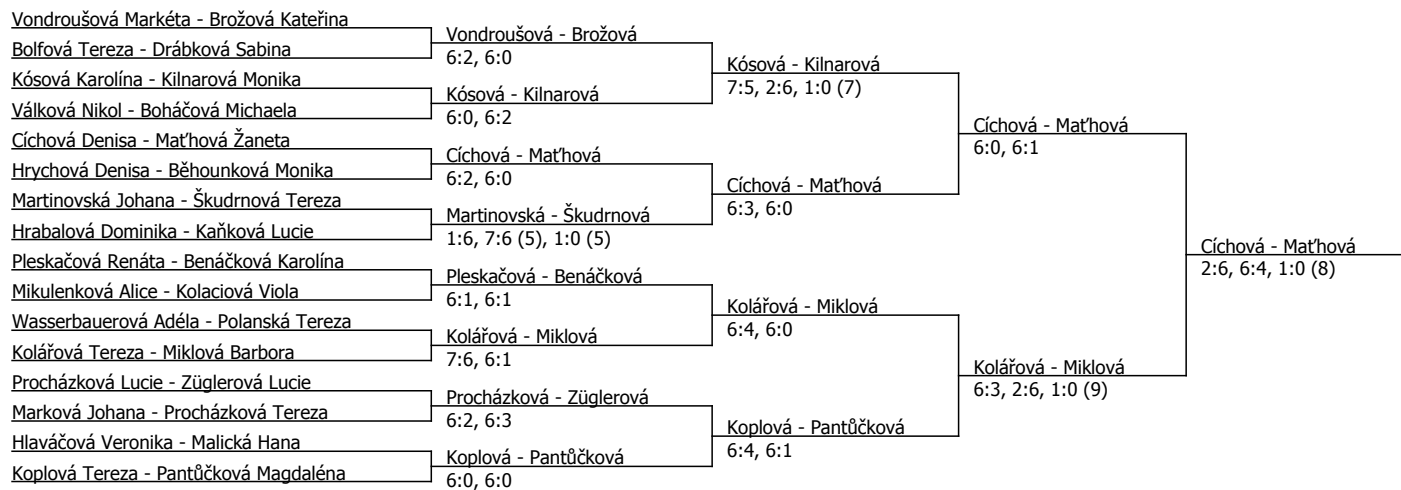 Vondroušová Markéta - Brožová Kateřina
Bolfová Tereza - Drábková Sabina
Kósová Karolína - Kilnarová Monika
Válková Nikol - Boháčová Michaela
Cíchová Denisa - Maťhová Žaneta
Hrychová Denisa - Běhounková Monika
Martinovská Johana - Škudrnová Tereza
Hrabalová Dominika - Kaňková Lucie
Pleskačová Renáta - Benáčková Karolína
Mikulenková Alice - Kolaciová Viola
Wasserbauerová Adéla - Polanská Tereza
Kolářová Tereza - Miklová Barbora
Procházková Lucie - Züglerová Lucie
Marková Johana - Procházková Tereza
Hlaváčová Veronika - Malická Hana
Koplová Tereza - Pantůčková Magdaléna
Vondroušová - Brožová
6:2, 6:0
Kósová - Kilnarová
6:0, 6:2
Cíchová - Maťhová
6:2, 6:0
Martinovská - Škudrnová
1:6, 7:6 (5), 1:0 (5)
Pleskačová - Benáčková
6:1, 6:1
Kolářová - Miklová
7:6, 6:1
Procházková - Züglerová
6:2, 6:3
Koplová - Pantůčková
6:0, 6:0
Kósová - Kilnarová
7:5, 2:6, 1:0 (7)
Cíchová - Maťhová
6:3, 6:0
Kolářová - Miklová
6:4, 6:0
Koplová - Pantůčková
6:4, 6:1
Cíchová - Maťhová
6:0, 6:1
Kolářová - Miklová
6:3, 2:6, 1:0 (9)
Cíchová - Maťhová
2:6, 6:4, 1:0 (8)